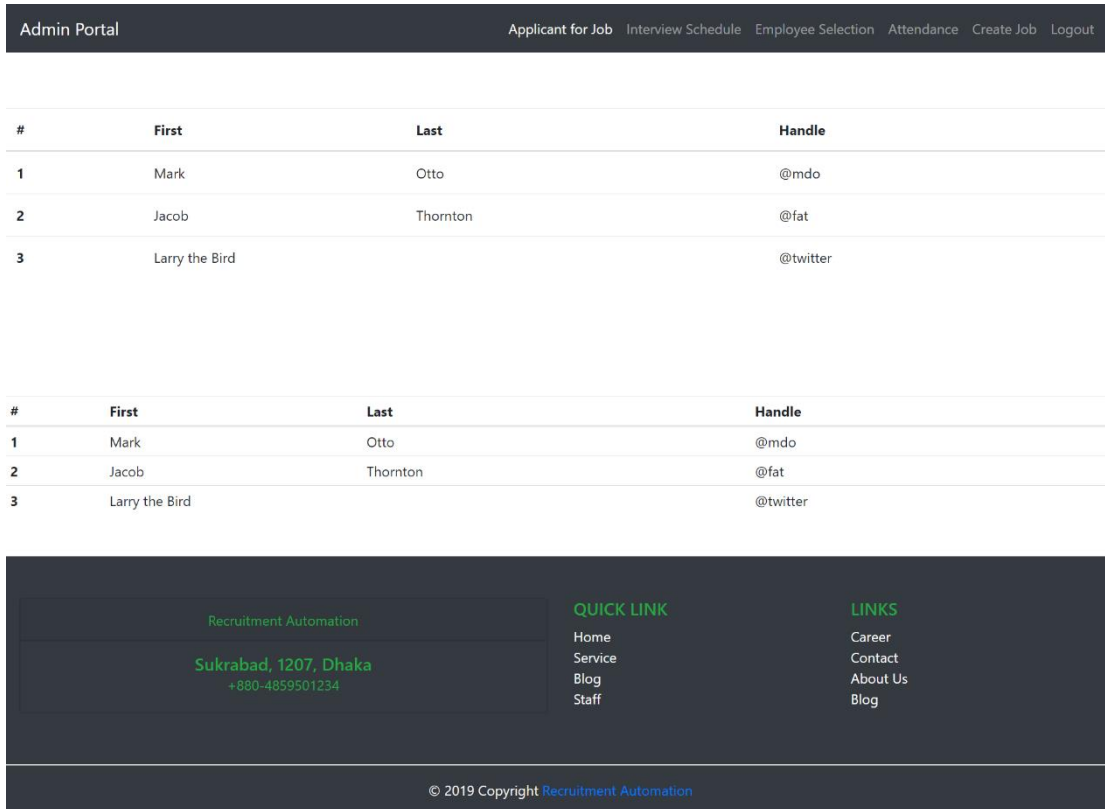 Admin Portal Applicant for Job Interview Schedule Employee Selection Attendance Create Job Logout
# First Last Handle
1 Mark Otto @mdo
2 Jacob Thornton @fat
3 Larry the Bird @twitter
# First Last Handle
1 Mark Otto @mdo
2 Jacob Thornton @fat
3 Larry the Bird @twitter
Recruitment Automation
Sukrabad, 1207, Dhaka
+880-4859501234
QUICK LINK
Home
Service
Blog
Staff
LINKS
Career
Contact
About Us
Blog
© 2019 Copyright Recruitment Automation